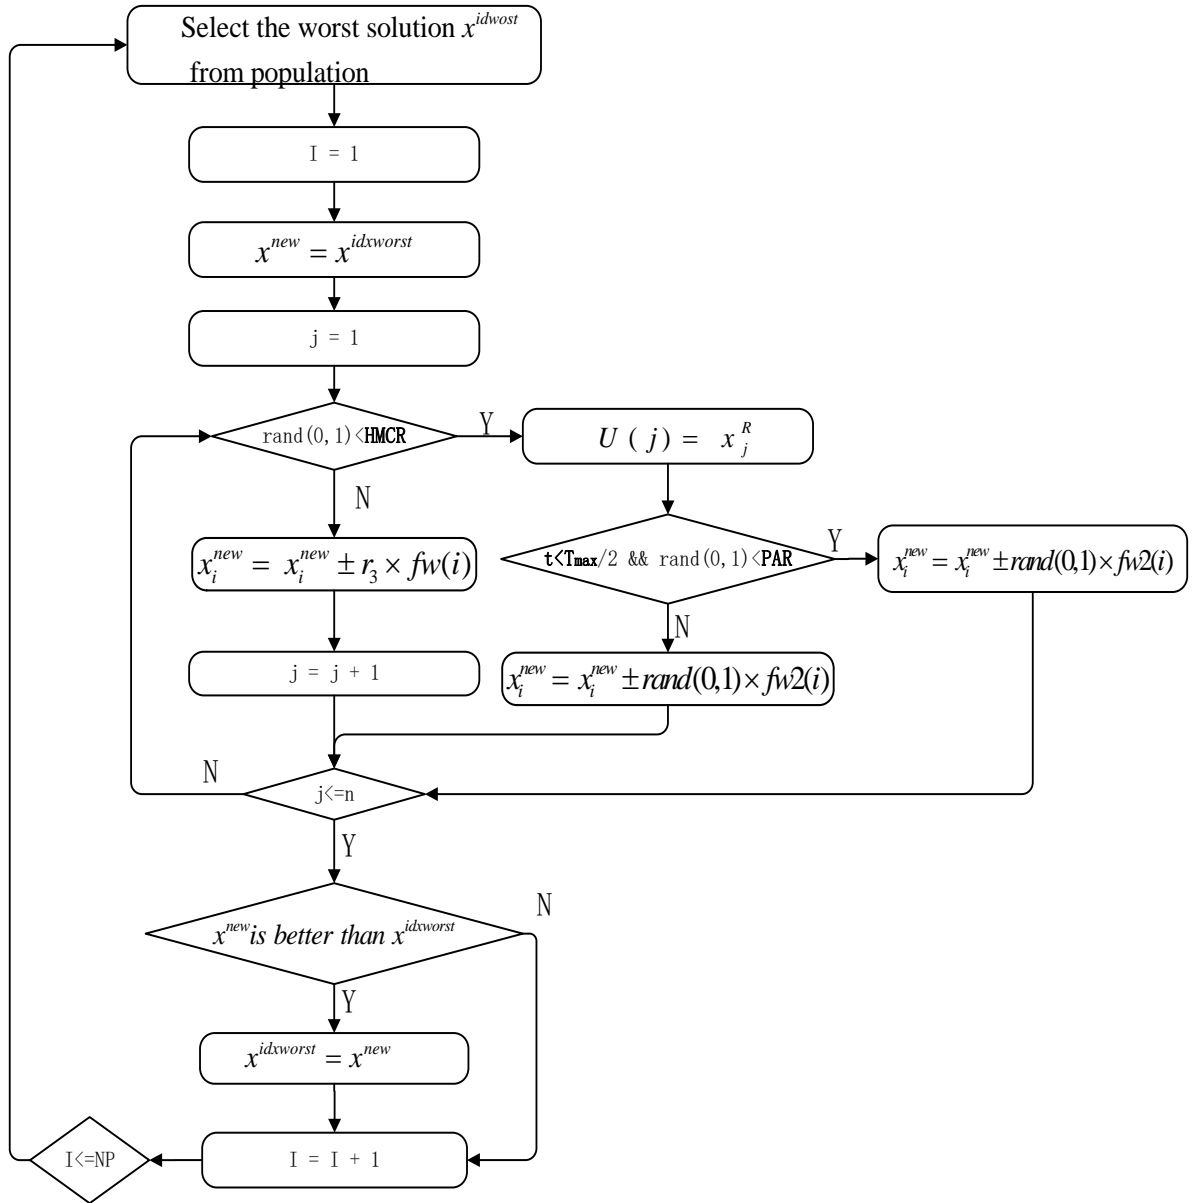 Select the worst solution x^{idwost}
from population
I = 1
x^{new} = x^{idxworst}
j = 1
rand(0,1)<HMCR
Y
U ( j) = x_j^R
N
t<Tmax/2 && rand(0,1)<PAR
Y
x_i^{new} = x_i^{new} ± rand(0,1) × fw2(i)
x_i^{new} = x_i^{new} ± r_3 × fw(i)
N
j = j + 1
x_i^{new} = x_i^{new} ± rand(0,1) × fw2(i)
N
j<=n
Y
x^{new} is better than x^{idxworst}
N
Y
x^{idxworst} = x^{new}
I<=NP
I = I + 1